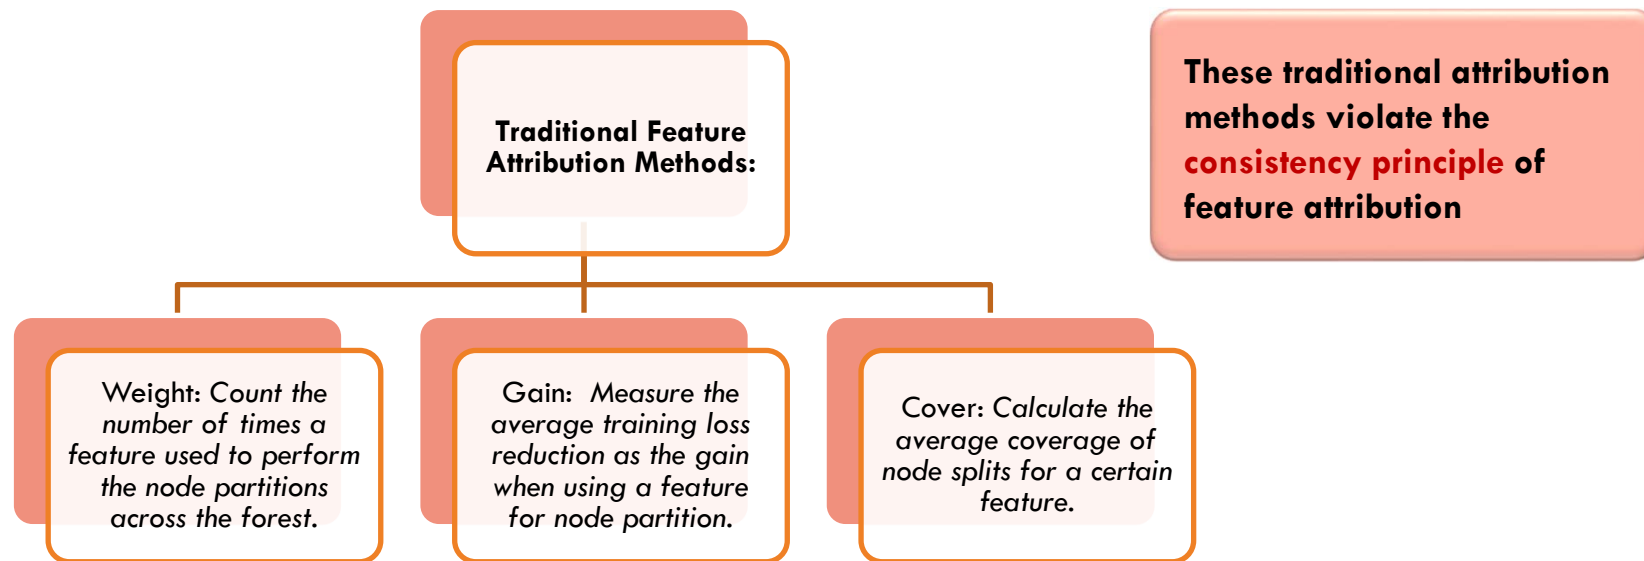 Traditional Feature
Attribution Methods:
These traditional attribution
methods violate the
consistency principle of
feature attribution
Weight: Count the
number of times a
feature used to perform
the node partitions
across the forest.
Gain: Measure the
average training loss
reduction as the gain
when using a feature
for node partition.
Cover: Calculate the
average coverage of
node splits for a certain
feature.